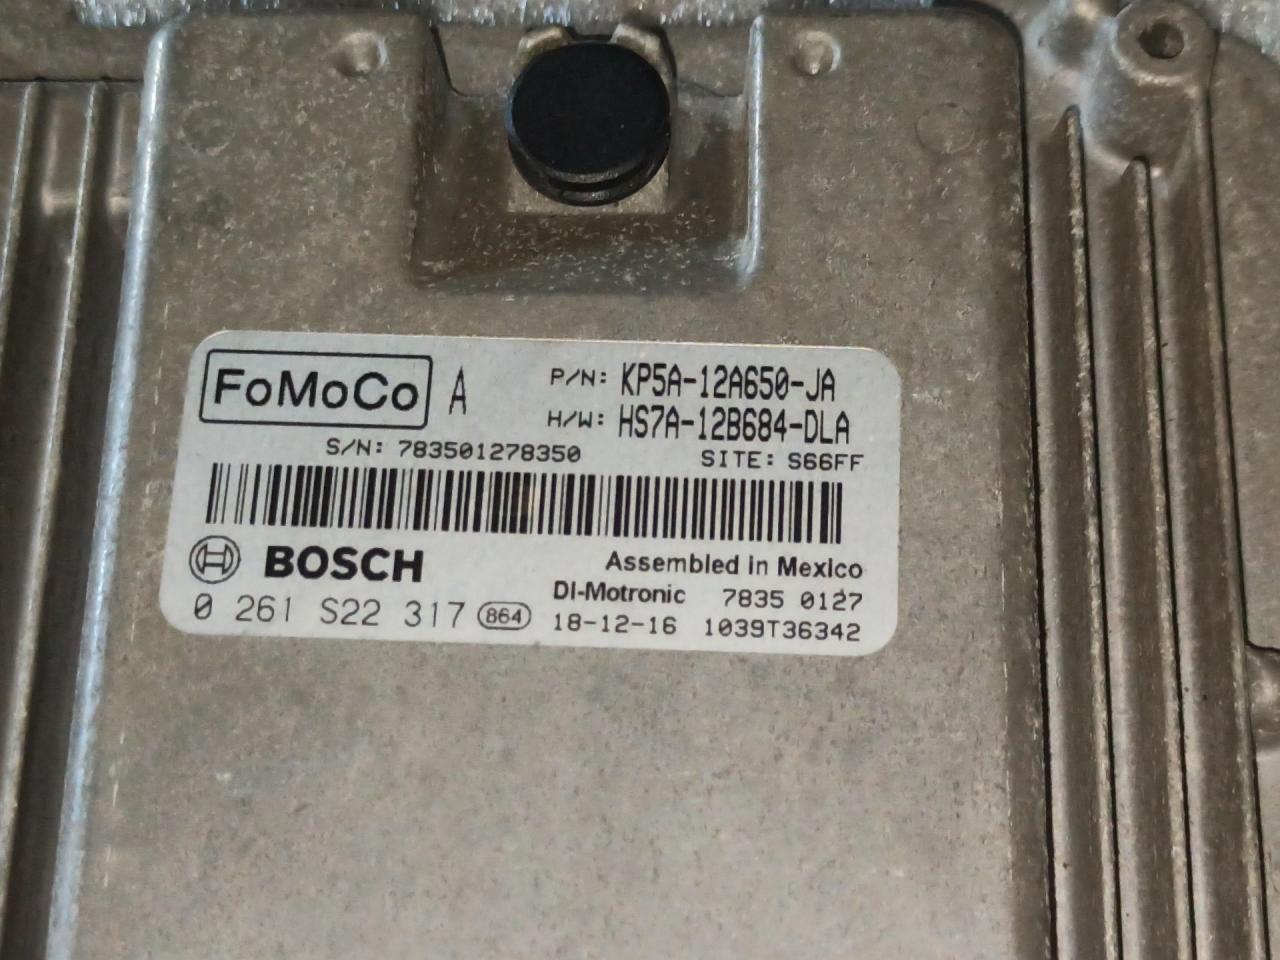 FoMoCo A P/N: KP5A-12A650-JA
H/W: HS7A-12B684-DLA
S/N: 783501278350 SITE: S66FF
BOSCH Assembled in Mexico
DI-Motronic 7835 0127
0 261 S22 317 864 18-12-16 1039T36342